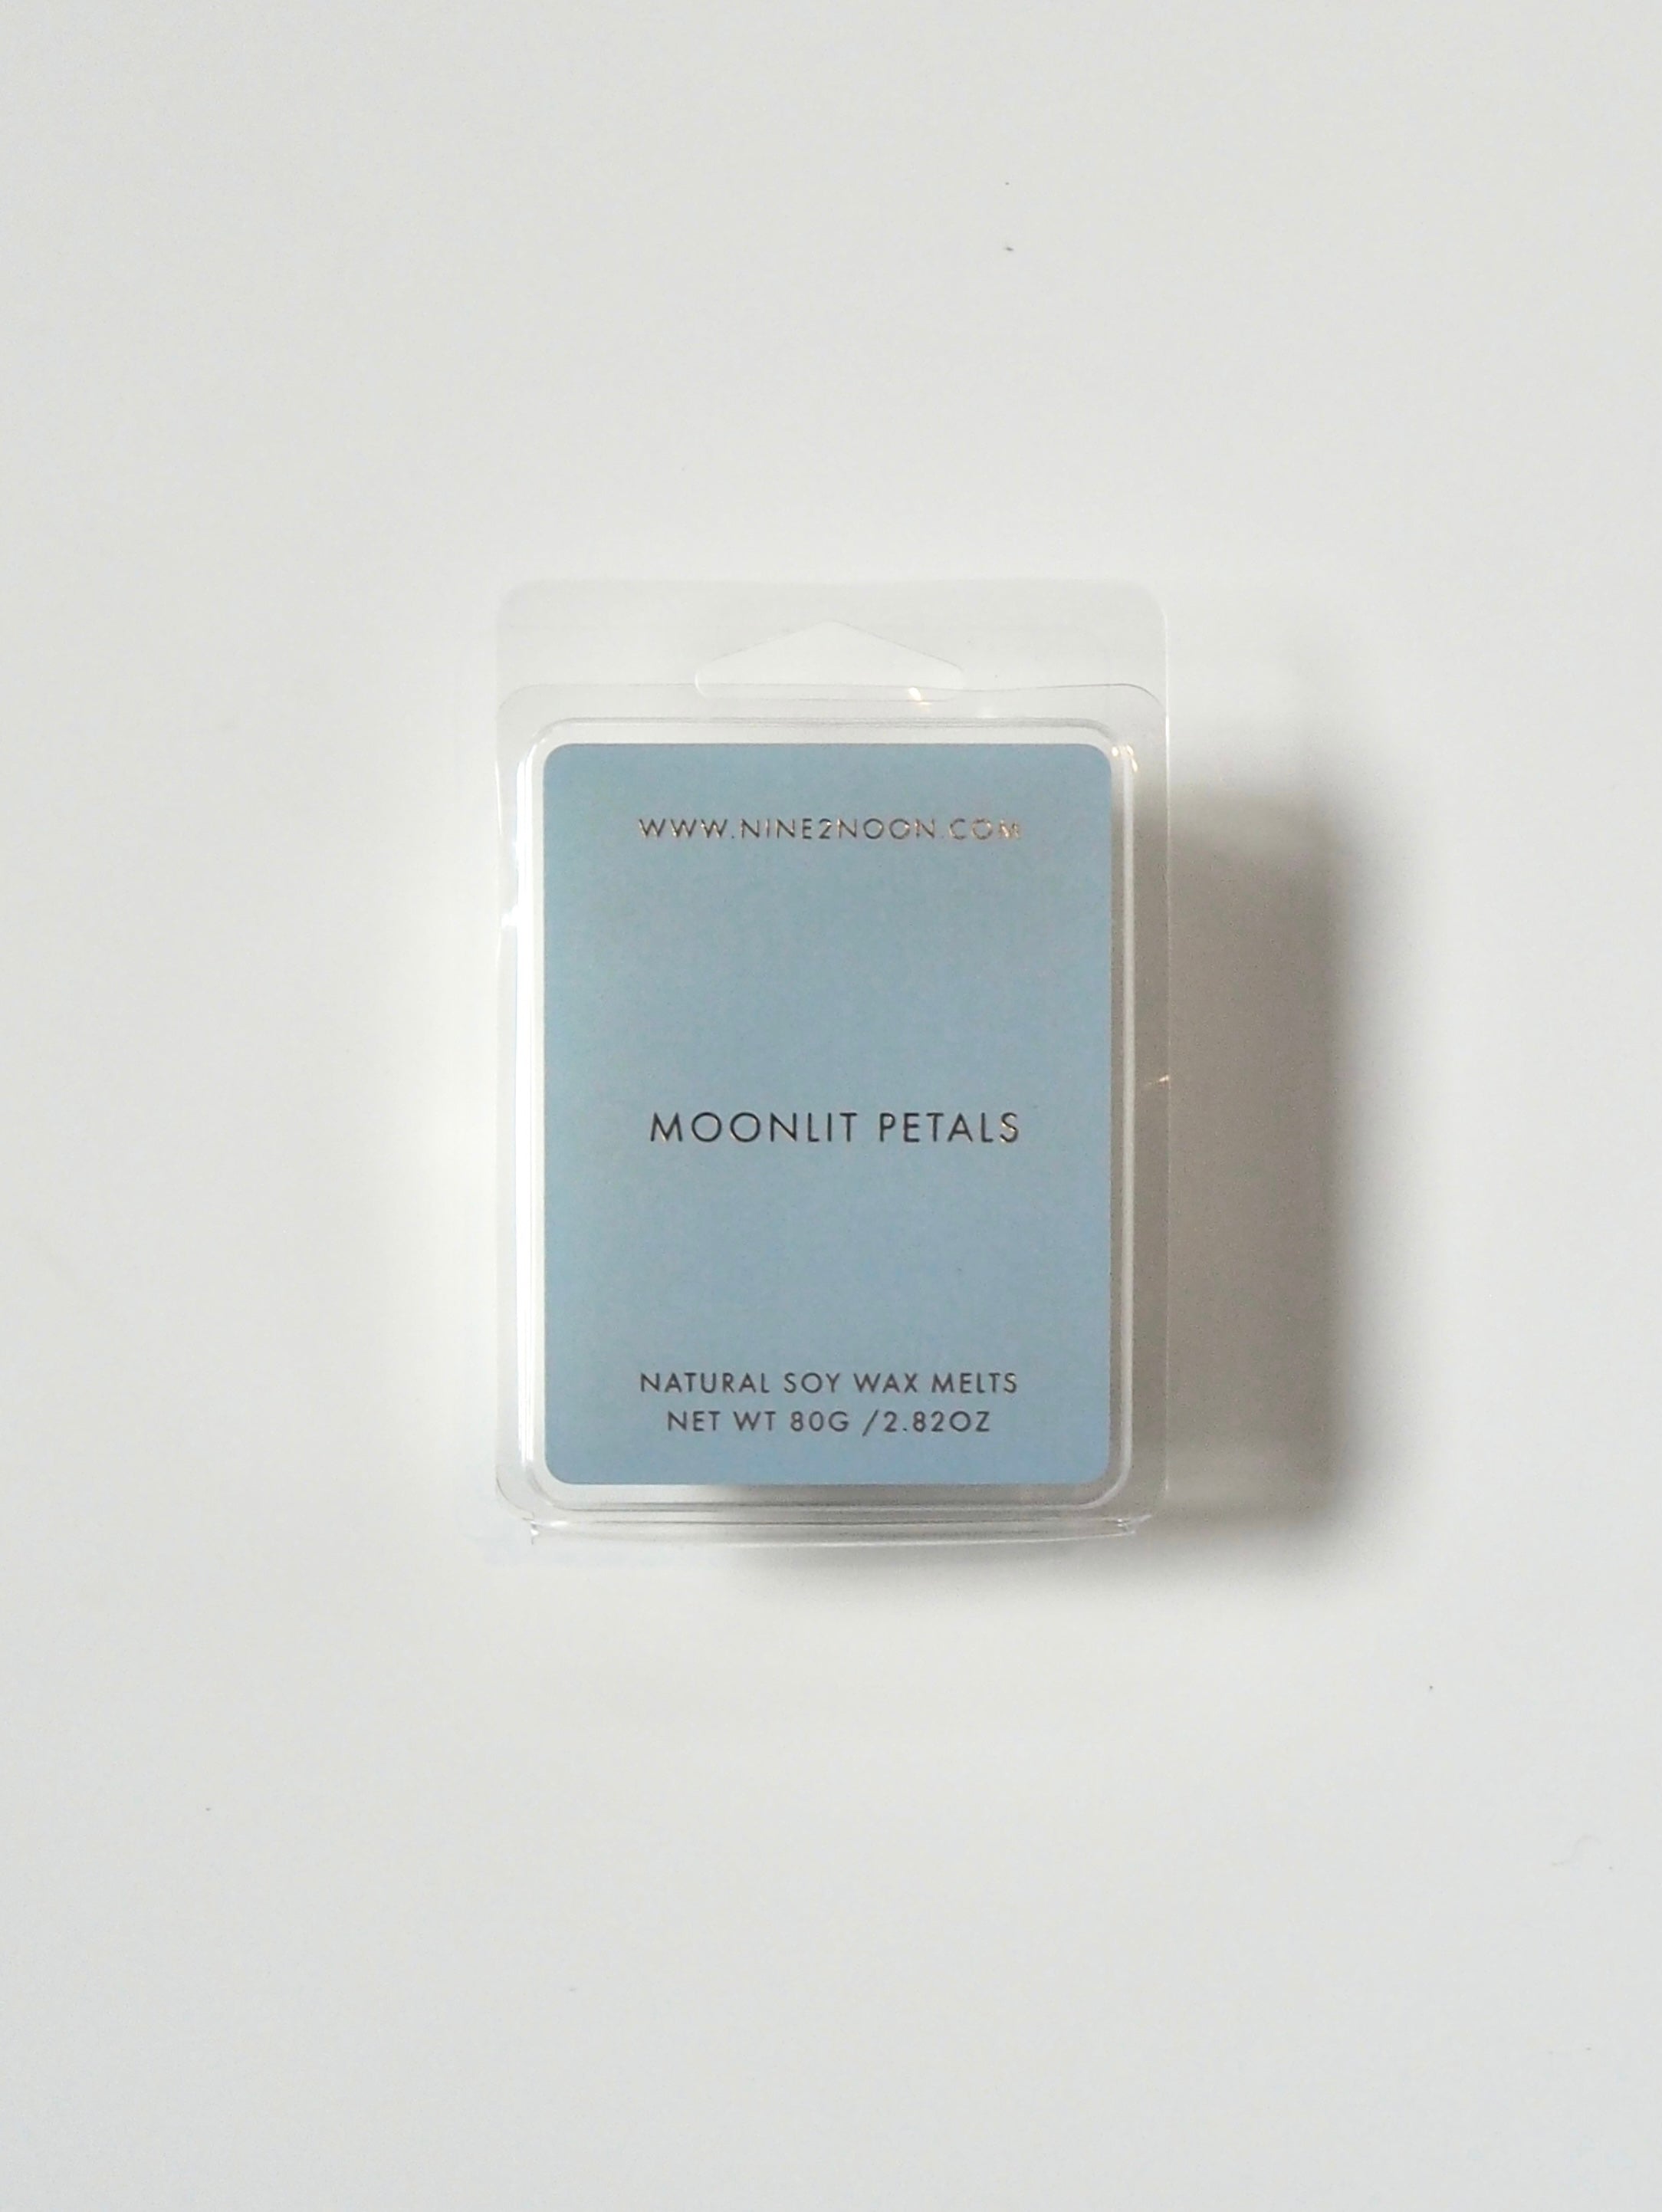 WWW.NINE2NOON.COM
MOONLIT PETALS
NATURAL SOY WAX MELTS
NET WT 80G /2.82OZ